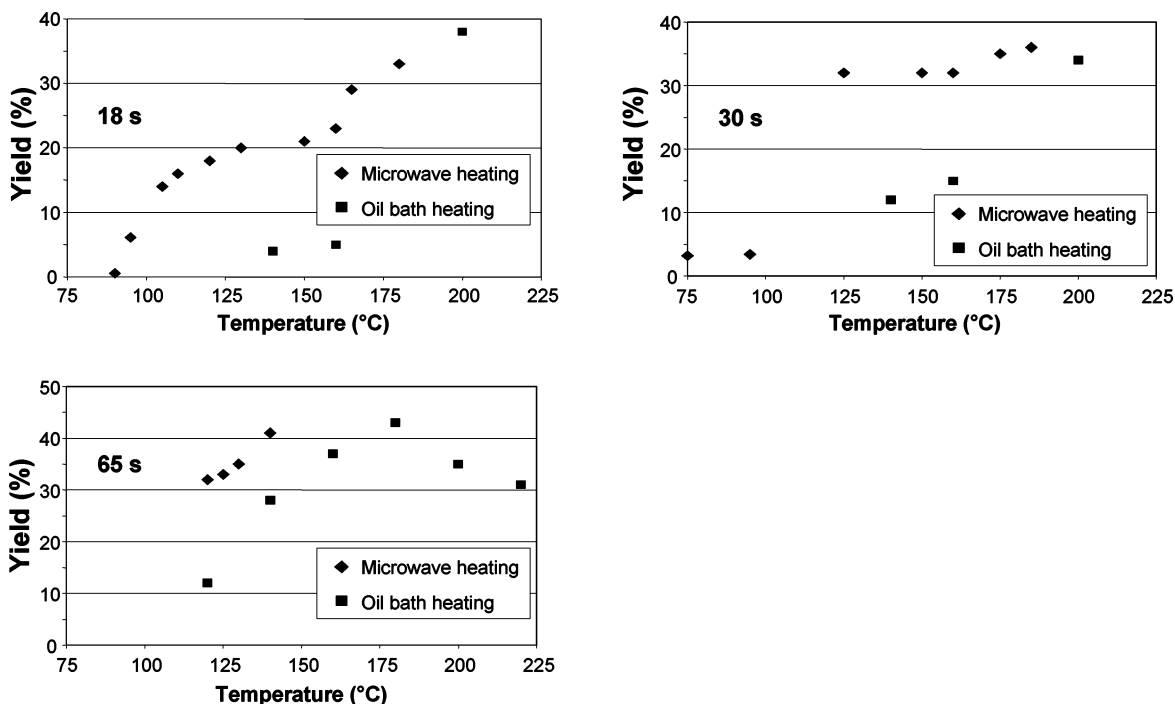 40
30
20
10
0
Yield (%)
18 s
Microwave heating
Oil bath heating
75 100 125 150 175 200 225
Temperature (°C)
40
30
20
10
0
Yield (%)
30 s
Microwave heating
Oil bath heating
75 100 125 150 175 200 225
Temperature (°C)
50
40
30
20
10
0
Yield (%)
65 s
Microwave heating
Oil bath heating
75 100 125 150 175 200 225
Temperature (°C)